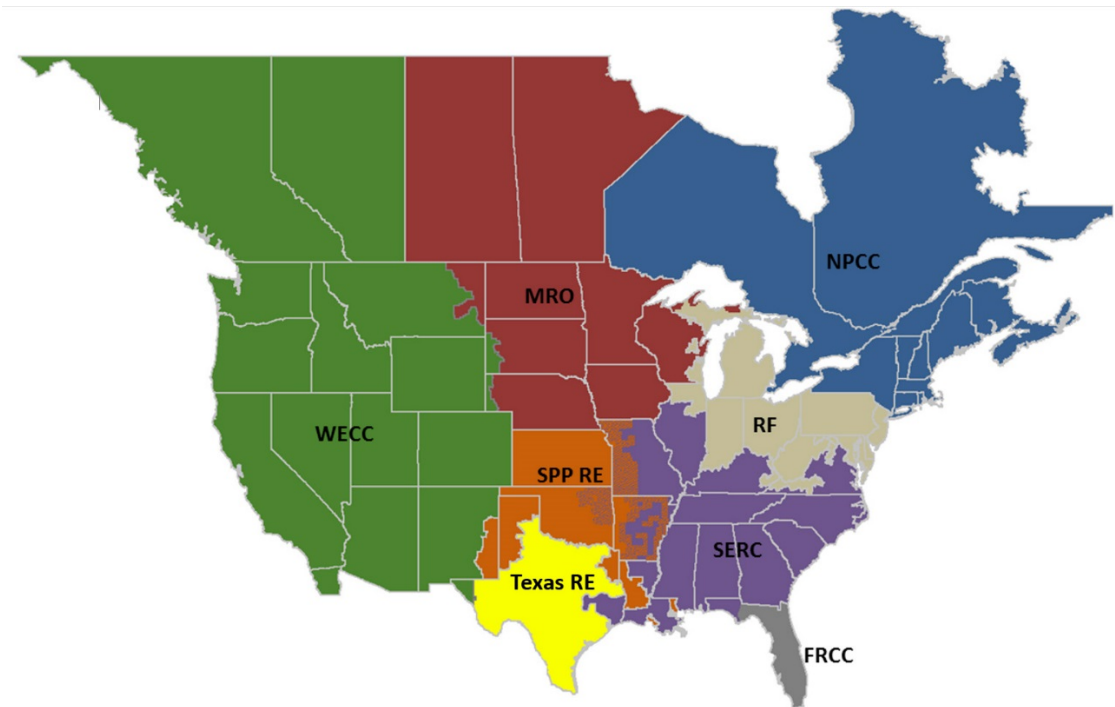 NPCC
MRO
RF
WECC
SPP RE
SERC
Texas RE
FRCC